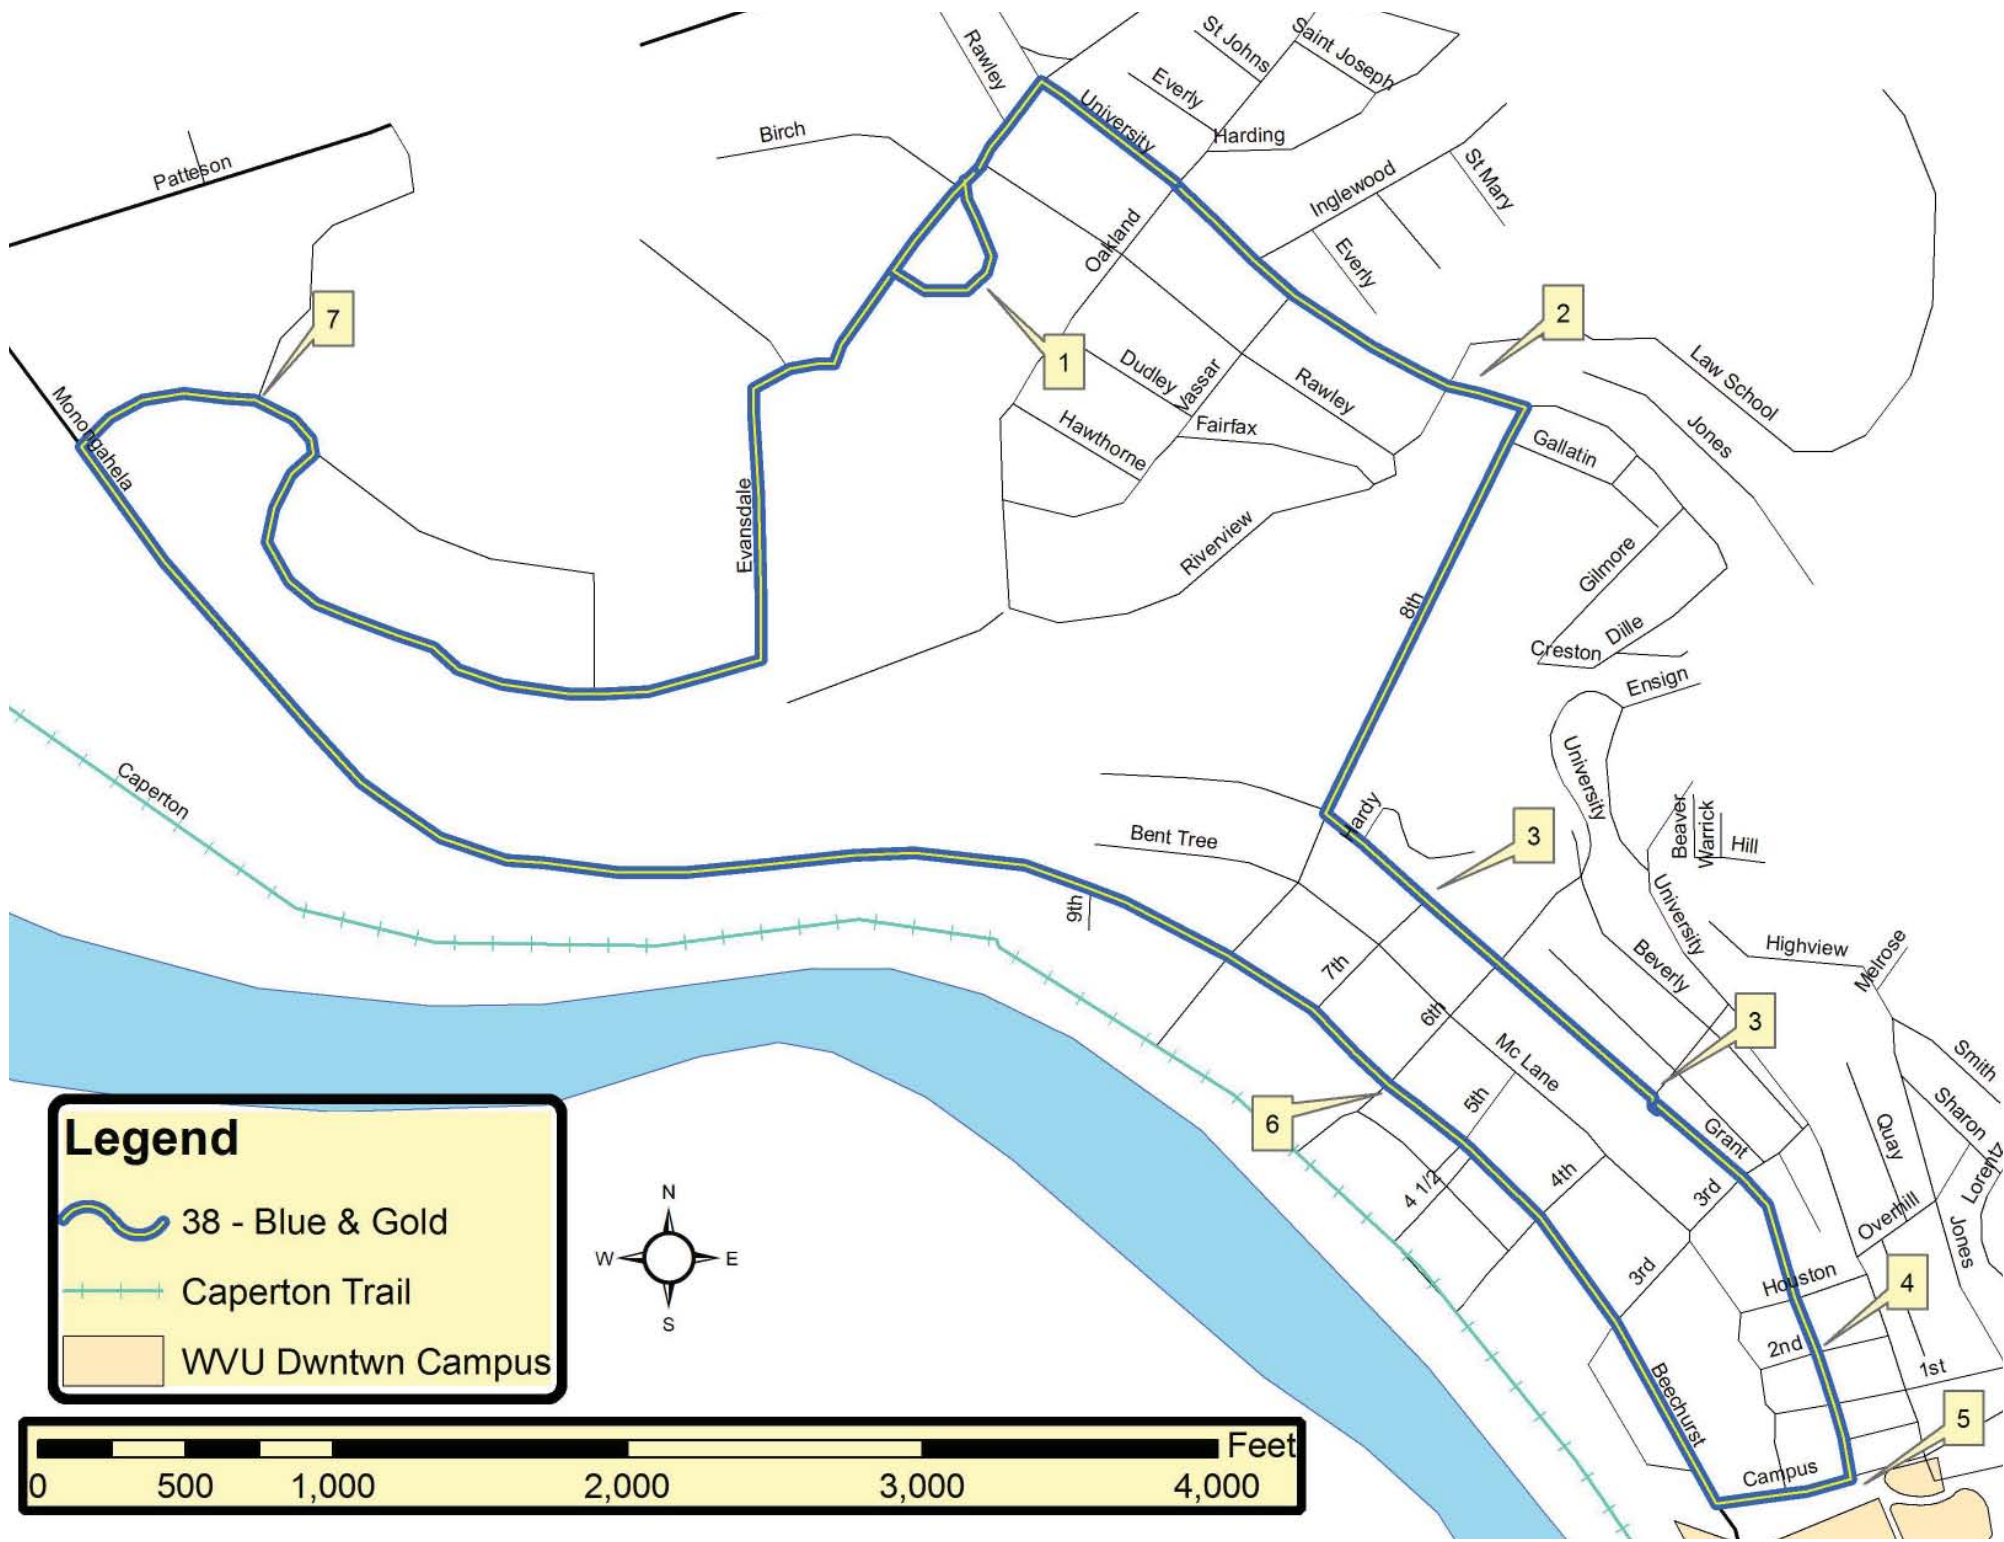 Rawley
St Johns
Saint Joseph
Everly
University
Harding
Birch
Patteson
Inglewood
St Mary
Oakland
Everly
7
2
1
Law School
Dudley
Vassar
Rawley
Jones
Monongahela
Hawthorne
Fairfax
Gallatin
Evansdale
Riverview
Gilmore
8th
Dille
Creston
Ensign
University
Caperton
Hardy
3
Beaver
Warrick
Hill
Bent Tree
University
9th
Highview
Beverly
Melrose
7th
6th
3
Mc Lane
Smith
5th
6
Sharon
Grant
Quay
4th
4 1/2
3rd
Lorentz
Overhill
Jones
3rd
Houston
4
2nd
1st
Beechurst
5
Campus
Legend
38 - Blue & Gold
Caperton Trail
WVU Dwntwn Campus
N
W E
S
Feet
0 500 1,000 2,000 3,000 4,000